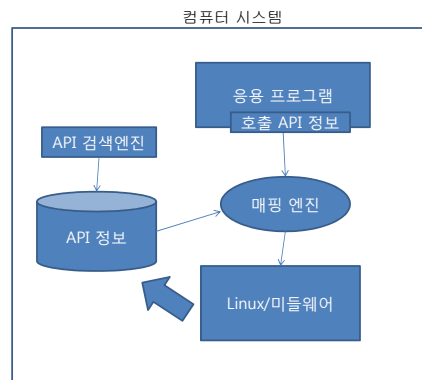 컴퓨터 시스템
응용 프로그램
호출 API 정보
API 검색엔진
매핑 엔진
API 정보
Linux/미들웨어